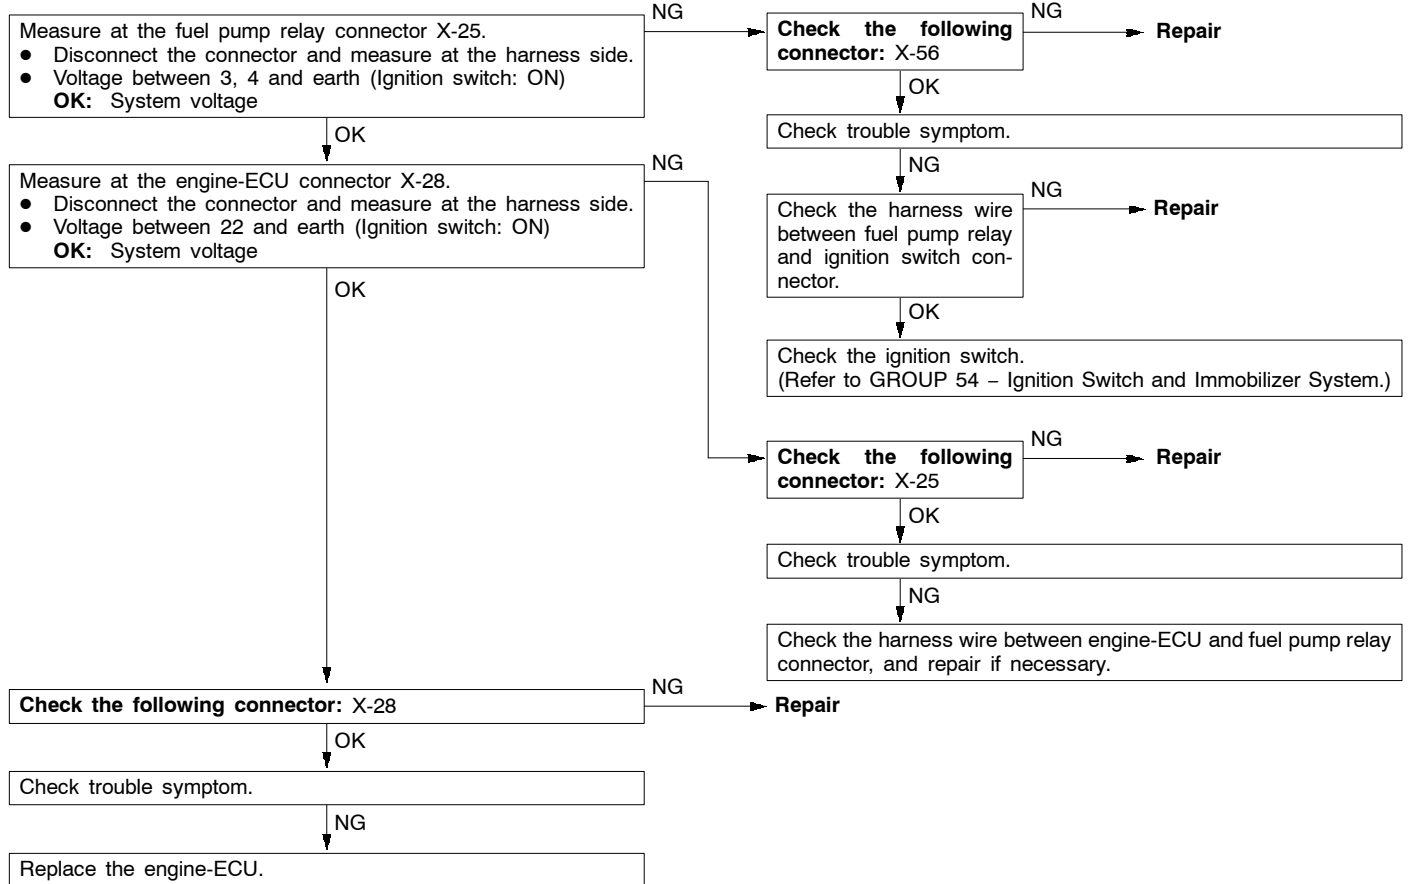 Measure at the fuel pump relay connector X-25.
● Disconnect the connector and measure at the harness side.
● Voltage between 3, 4 and earth (Ignition switch: ON)
OK: System voltage
NG
Check the following
connector: X-56
NG
Repair
OK
Check trouble symptom.
NG
Check the harness wire
between fuel pump relay
and ignition switch con-
nector.
NG
Repair
OK
Check the ignition switch.
(Refer to GROUP 54 – Ignition Switch and Immobilizer System.)
OK
Measure at the engine-ECU connector X-28.
● Disconnect the connector and measure at the harness side.
● Voltage between 22 and earth (Ignition switch: ON)
OK: System voltage
NG
Check the following
connector: X-25
NG
Repair
OK
Check trouble symptom.
NG
Check the harness wire between engine-ECU and fuel pump relay
connector, and repair if necessary.
OK
Check the following connector: X-28
NG
Repair
OK
Check trouble symptom.
NG
Replace the engine-ECU.